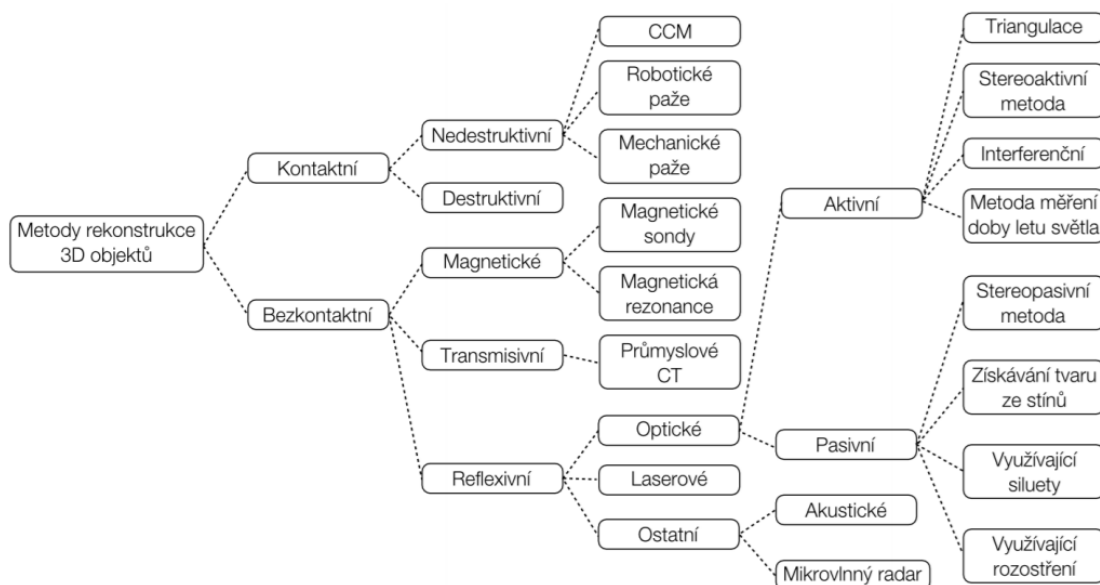 Metody rekonstrukce
3D objektů
Kontaktní
Bezkontaktní
Nedestruktivní
Destruktivní
Magnetické
Transmisivní
Reflexivní
CCM
Robotické
paže
Mechanické
paže
Magnetické
sondy
Magnetická
rezonance
Průmyslové
CT
Optické
Laserové
Ostatní
Aktivní
Pasivní
Akustické
Mikrovlnný radar
Triangulace
Stereoaktivní
metoda
Interferenční
Metoda měření
doby letu světla
Stereopasivní
metoda
Získávání tvaru
ze stínů
Využívající
siluety
Využívající
rozostření